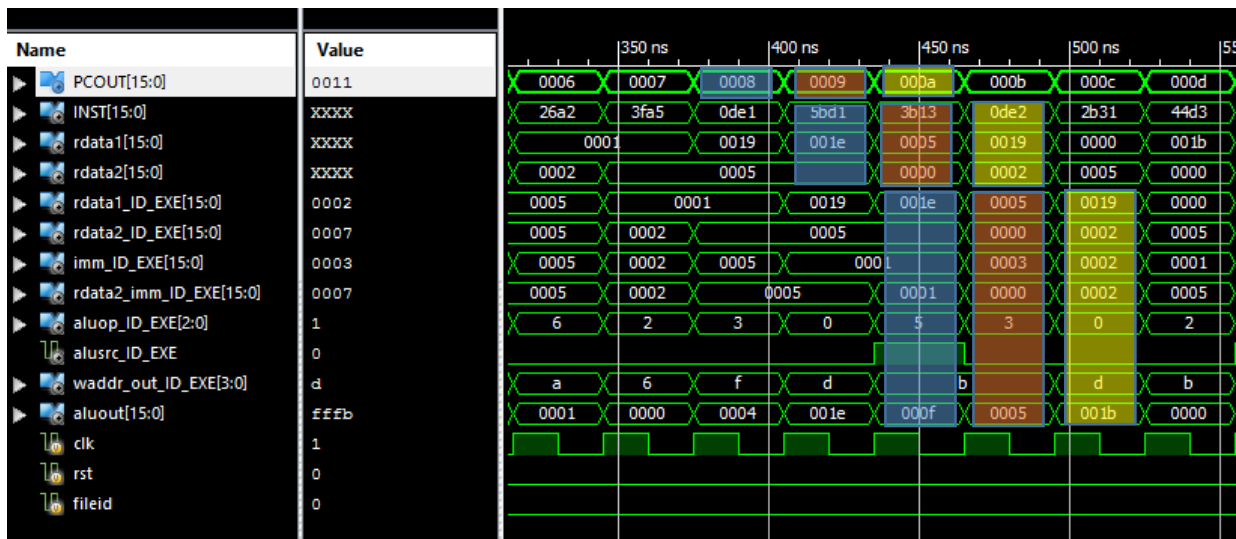 Name Value 350 ns 400 ns 450 ns 500 ns 55
PCOUT[15:0] 0011 0006 0007 0008 0009 000a 000b 000c 000d
INST[15:0] XXXX 26a2 3fa5 0de1 5bd1 3b13 0de2 2b31 44d3
rdata1[15:0] XXXX 0001 0019 001e 0005 0019 0000 001b
rdata2[15:0] XXXX 0002 0005 0000 0002 0005 0000
rdata1_ID_EXE[15:0] 0002 0005 0001 0019 001e 0005 0019 0000
rdata2_ID_EXE[15:0] 0007 0005 0002 0005 0000 0002 0005
imm_ID_EXE[15:0] 0003 0005 0002 0005 0001 0003 0002 0001
rdata2_imm_ID_EXE[15:0] 0007 0005 0002 0005 0001 0000 0002 0005
aluop_ID_EXE[2:0] 1 6 2 3 0 5 3 0 2
alusrc_ID_EXE 0
waddr_out_ID_EXE[3:0] d a 6 f d b d b
aluout[15:0] fffb 0001 0000 0004 001e 000f 0005 001b 0000
clk 1
rst 0
fileid 0